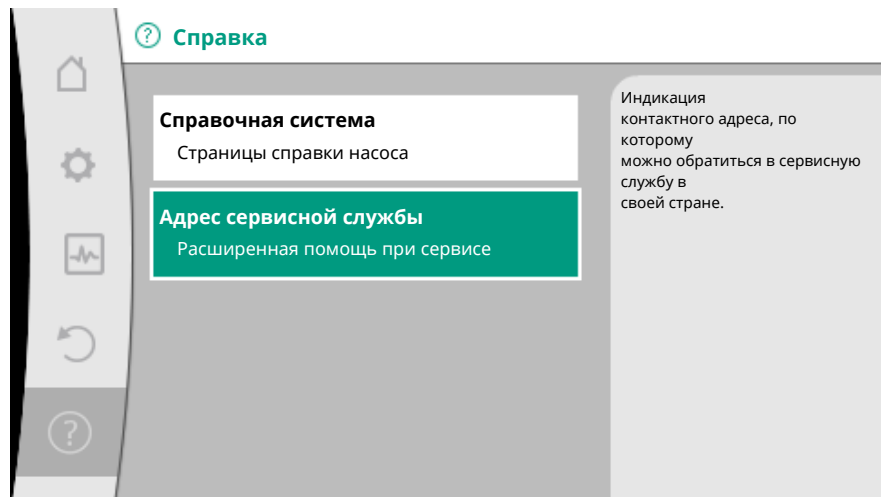 Справка
Справочная система
Страницы справки насоса
Адрес сервисной службы
Расширенная помощь при сервисе
Индикация
контактного адреса, по
которому
можно обратиться в сервисную
службу в
своей стране.